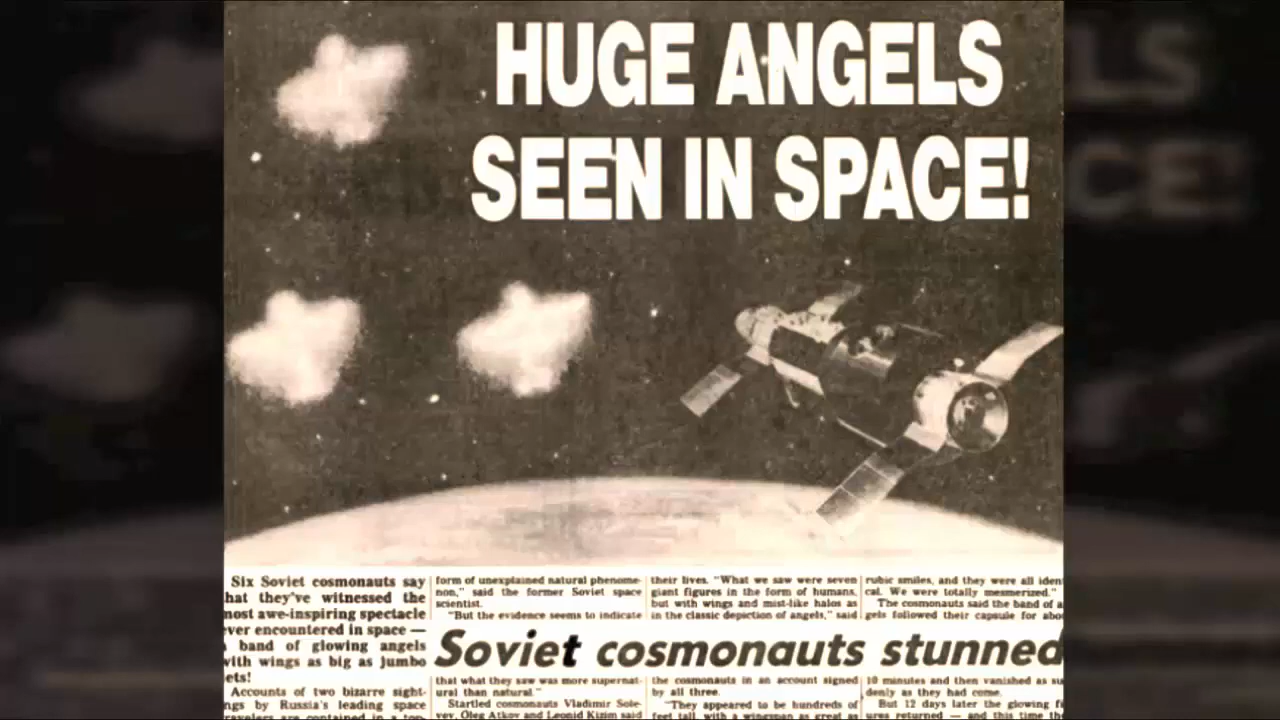 HUGE ANGELS
SEEN IN SPACE!
Six Soviet cosmonauts say
hat they've witnessed the
most awe-inspiring spectacle
ever encountered in space —
band of glowing angels
with wings as big as jumbo
ets!
Accounts of two bizarre sight-
ngs by Russia's leading space
travelers are contained in a top-
form of unexplained natural phenome-
non," said the former Soviet space
scientist.
"But the evidence seems to indicate
Soviet cosmonauts stunned
that what they saw was more supernat-
ural than natural."
Startled cosmonauts Vladimir Sole-
vev, Oleg Atkov and Leonid Kizim said
their lives. "What we saw were seven
giant figures in the form of humans,
but with wings and mist-like halos as
in the classic depiction of angels," said
the cosmonauts in an account signed
by all three.
"They appeared to be hundreds of
feet tall, with a wingspan as great as
rubic smiles, and they were all iden
cal. We were totally mesmerized."
The cosmonauts said the band of a
gels followed their capsule for abo
10 minutes and then vanished as su
denly as they had come.
But 12 days later the glowing fi
ures returned — and this time th